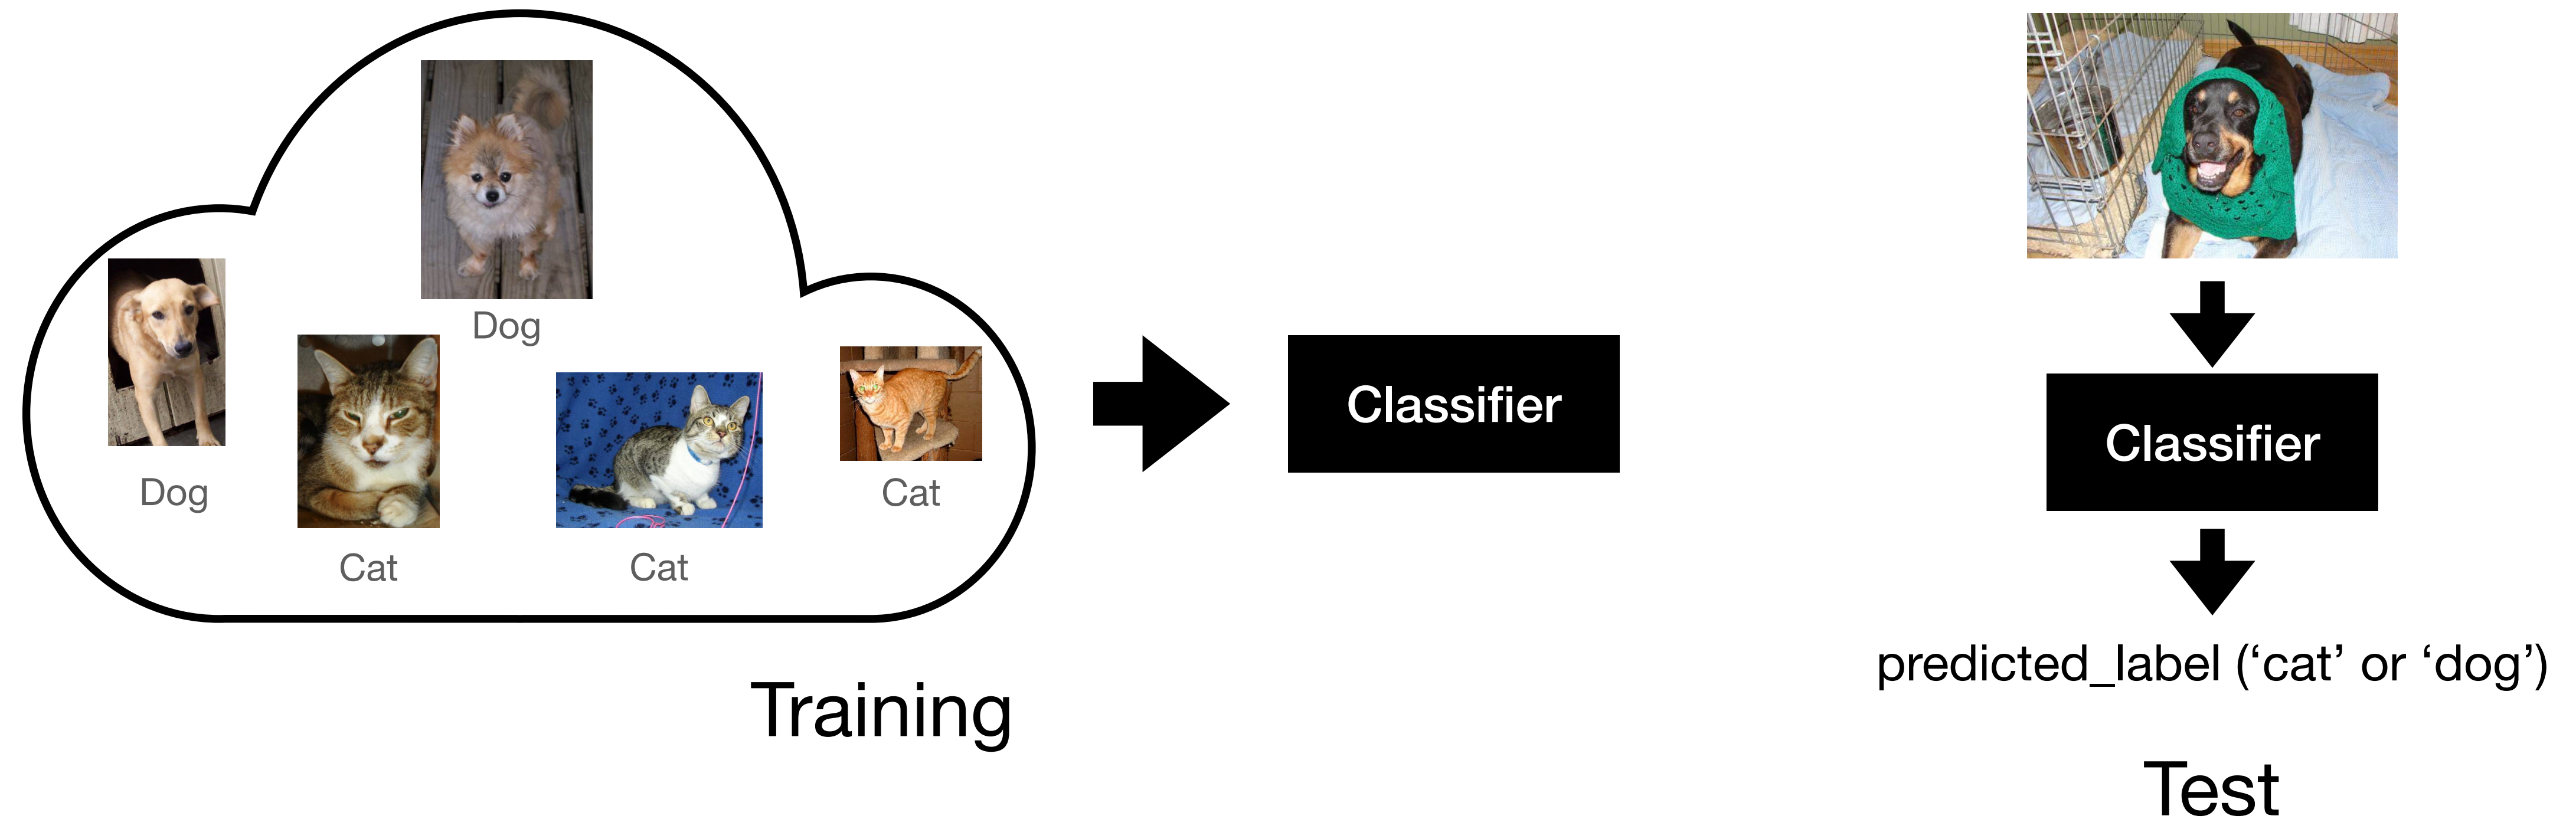 Dog
Dog
Cat
Cat
Cat
Training
Classifier
Classifier
predicted_label (‘cat’ or ‘dog’)
Test